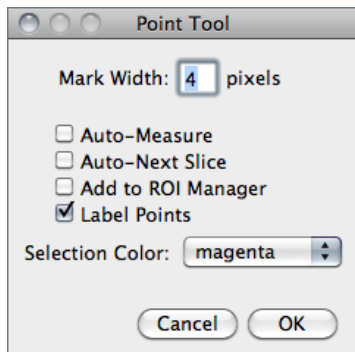 Point Tool
Mark Width: 4 pixels
Auto-Measure
Auto-Next Slice
Add to ROI Manager
Label Points
Selection Color: magenta
Cancel OK